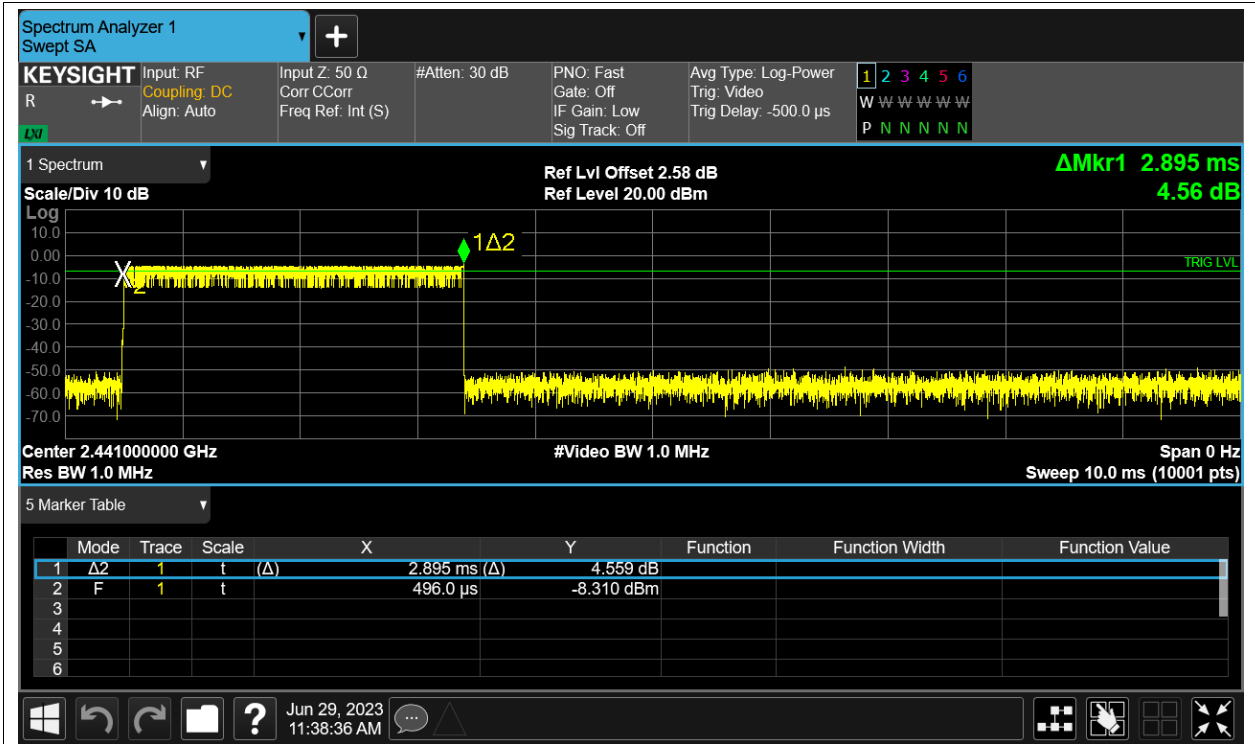 Spectrum Analyzer 1
Swept SA
KEYSIGHT Input: RF Input Z: 50 Ω #Atten: 30 dB PNO: Fast Avg Type: Log-Power 1 2 3 4 5 6
R Coupling: DC Corr CCorr Gate: Off Trig: Video W W W W W W
Align: Auto Freq Ref: Int (S) IF Gain: Low Trig Delay: -500.0 µs
LXI Sig Track: Off P N N N N N
1 Spectrum
Ref Lvl Offset 2.58 dB ΔMkr1 2.895 ms
Scale/Div 10 dB Ref Level 20.00 dBm 4.56 dB
Log
10.0
1Δ2
0.00
TRIG LVL
-10.0
X2
-20.0
-30.0
-40.0
-50.0
-60.0
-70.0
Center 2.441000000 GHz #Video BW 1.0 MHz Span 0 Hz
Res BW 1.0 MHz Sweep 10.0 ms (10001 pts)
5 Marker Table
Mode Trace Scale X Y Function Function Width Function Value
1 Δ2 1 t (Δ) 2.895 ms (Δ) 4.559 dB
2 F 1 t 496.0 µs -8.310 dBm
3
4
5
6
? Jun 29, 2023
11:38:36 AM